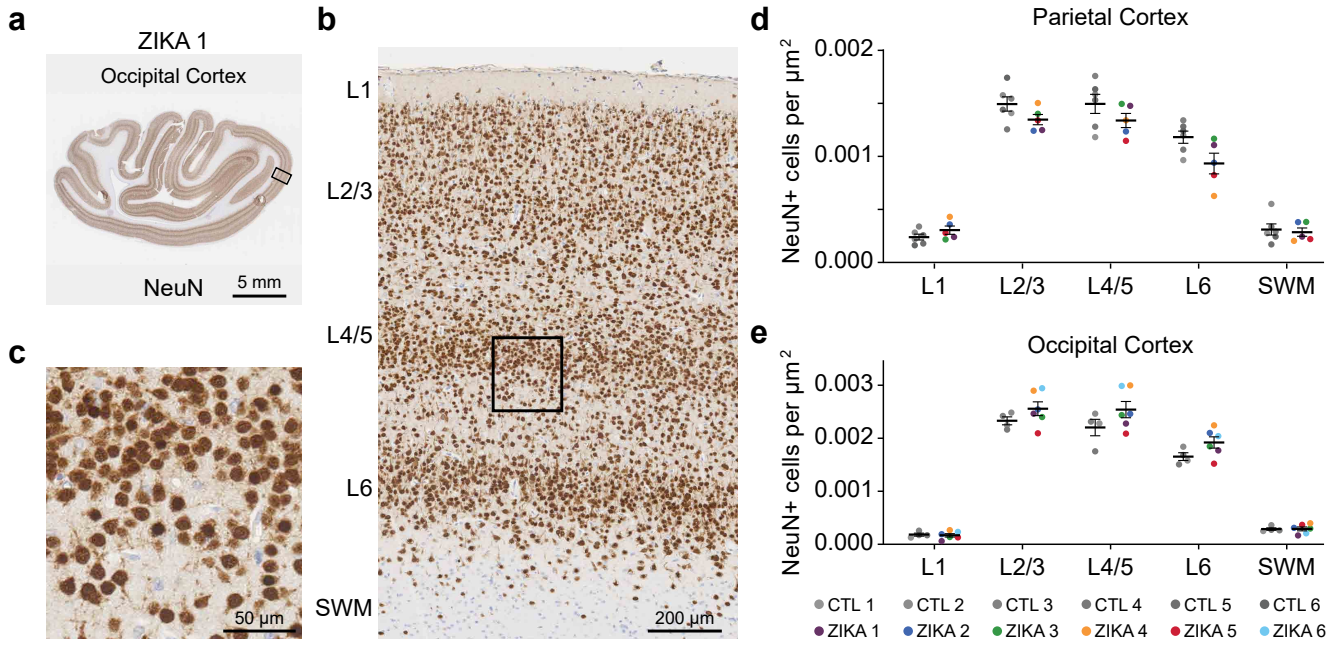 a
ZIKA 1
Occipital Cortex
NeuN
5 mm
b
L1
L2/3
L4/5
L6
SWM
200 µm
c
50 µm
d
Parietal Cortex
NeuN+ cells per µm²
0.002
0.001
0.000
L1 L2/3 L4/5 L6 SWM
e
Occipital Cortex
NeuN+ cells per µm²
0.003
0.002
0.001
0.000
L1 L2/3 L4/5 L6 SWM
CTL 1 CTL 2 CTL 3 CTL 4 CTL 5 CTL 6
ZIKA 1 ZIKA 2 ZIKA 3 ZIKA 4 ZIKA 5 ZIKA 6